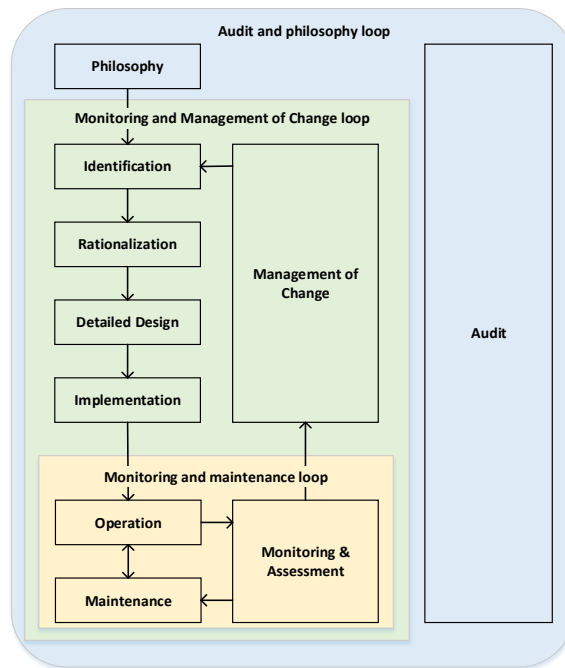 Audit and philosophy loop
Philosophy
Monitoring and Management of Change loop
Identification
Rationalization
Management of
Change
Detailed Design
Audit
Implementation
Monitoring and maintenance loop
Operation
Monitoring &
Assessment
Maintenance